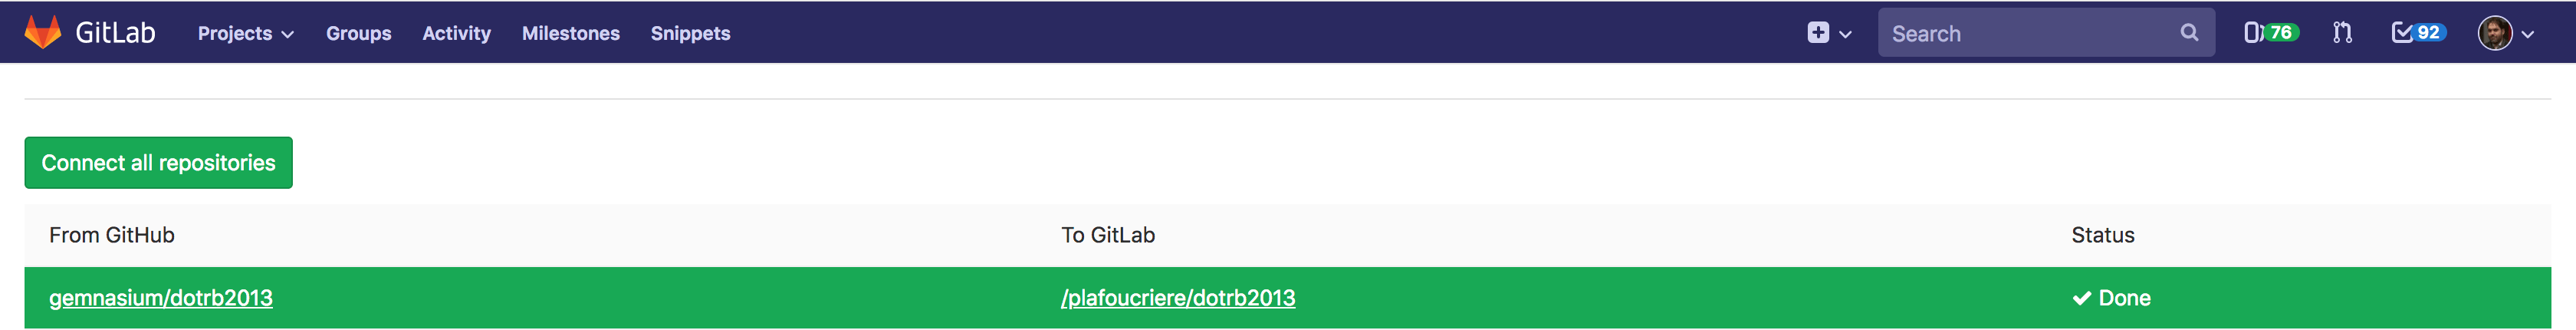 GitLab Projects Groups Activity Milestones Snippets Search 76 92
Connect all repositories
From GitHub To GitLab Status
gemnasium/dotrb2013 /plafoucriere/dotrb2013 Done